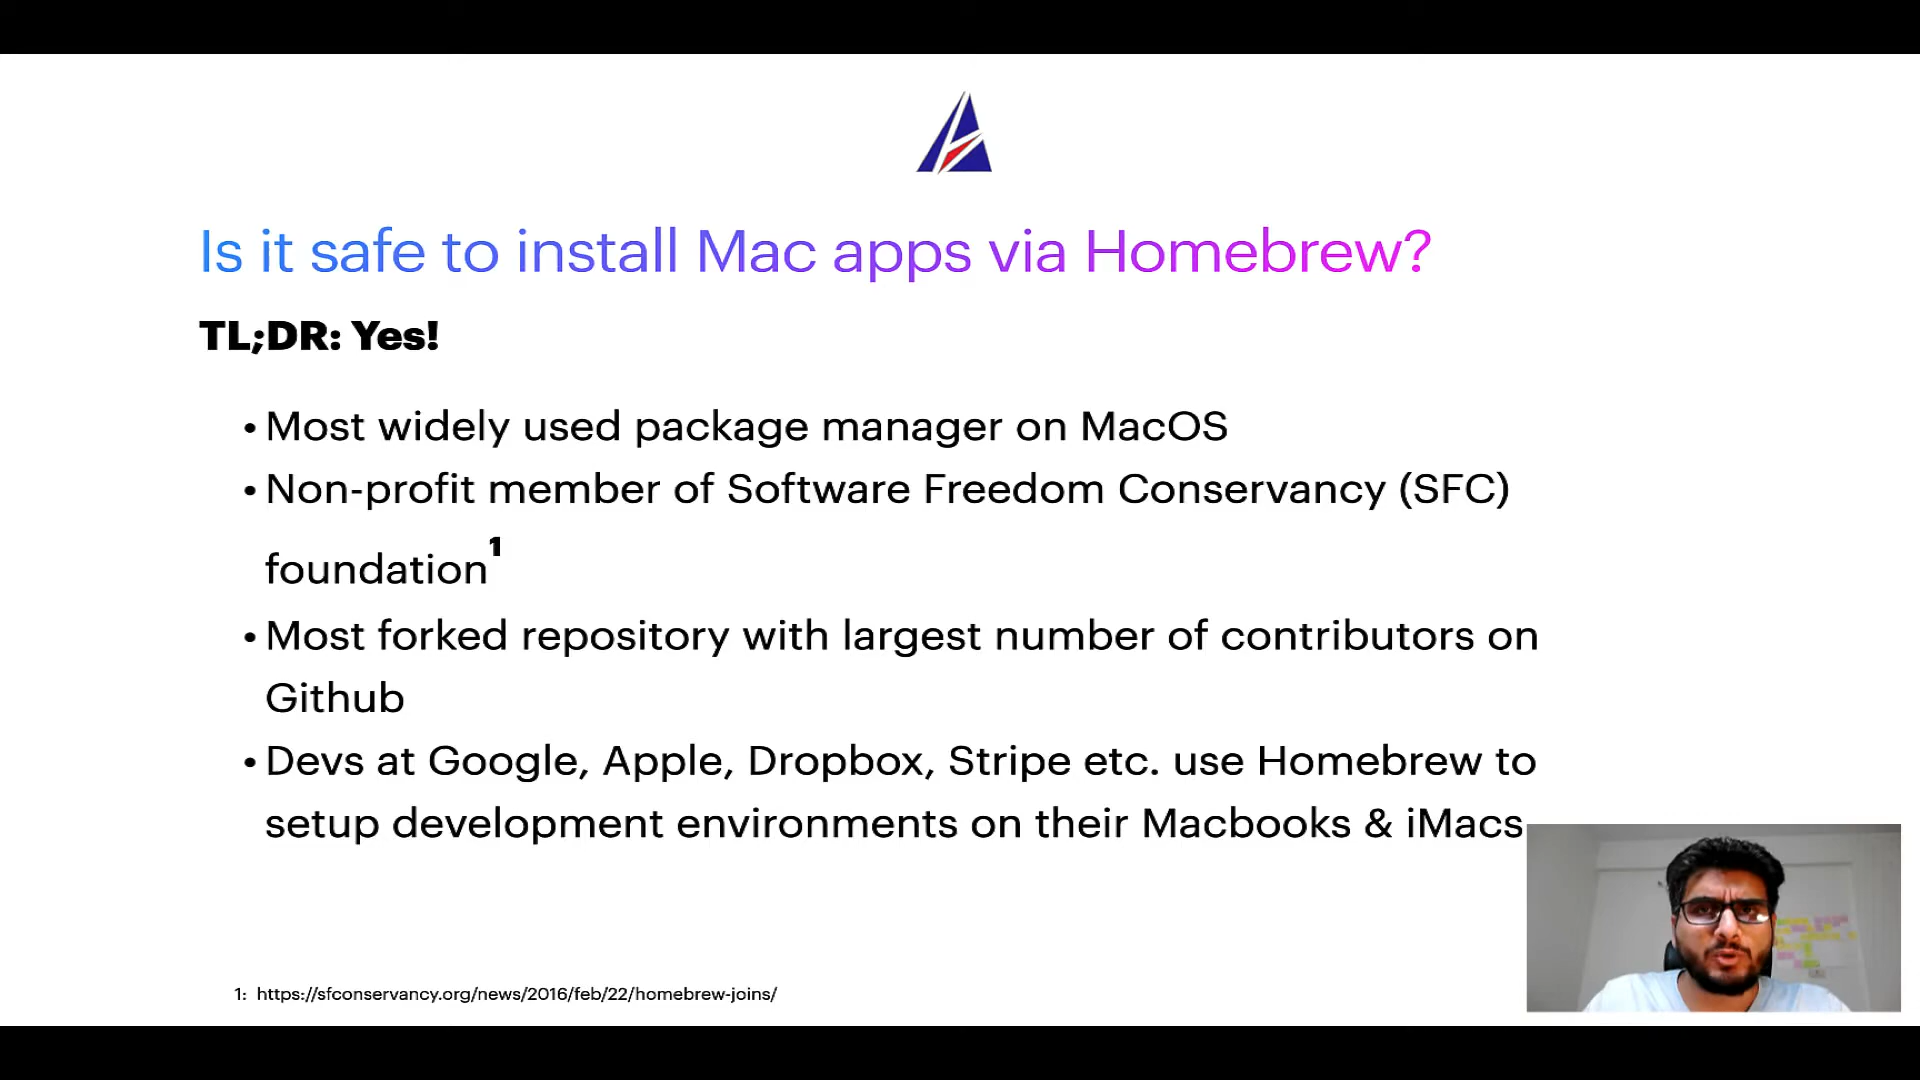 Is it safe to install Mac apps via Homebrew?
TL;DR: Yes!
• Most widely used package manager on MacOS
• Non-profit member of Software Freedom Conservancy (SFC)
foundation1
• Most forked repository with largest number of contributors on
Github
• Devs at Google, Apple, Dropbox, Stripe etc. use Homebrew to
setup development environments on their Macbooks & iMacs
1: https://sfconservancy.org/news/2016/feb/22/homebrew-joins/